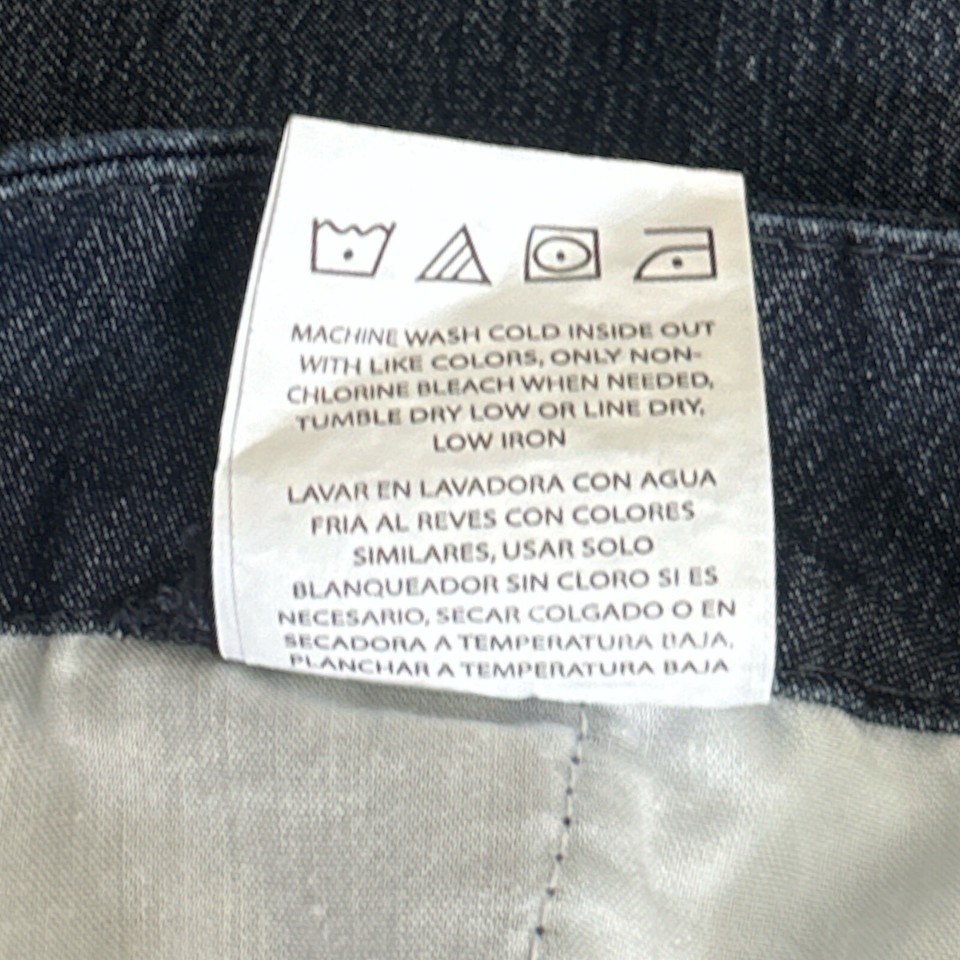 MACHINE WASH COLD INSIDE OUT
WITH LIKE COLORS, ONLY NON-
CHLORINE BLEACH WHEN NEEDED,
TUMBLE DRY LOW OR LINE DRY,
LOW IRON
LAVAR EN LAVADORA CON AGUA
FRIA AL REVES CON COLORES
SIMILARES, USAR SOLO
BLANQUEADOR SIN CLORO SI ES
NECESARIO, SECAR COLGADO O EN
SECADORA A TEMPERATURA BAJA,
PLANCHAR A TEMPERATURA BAJA